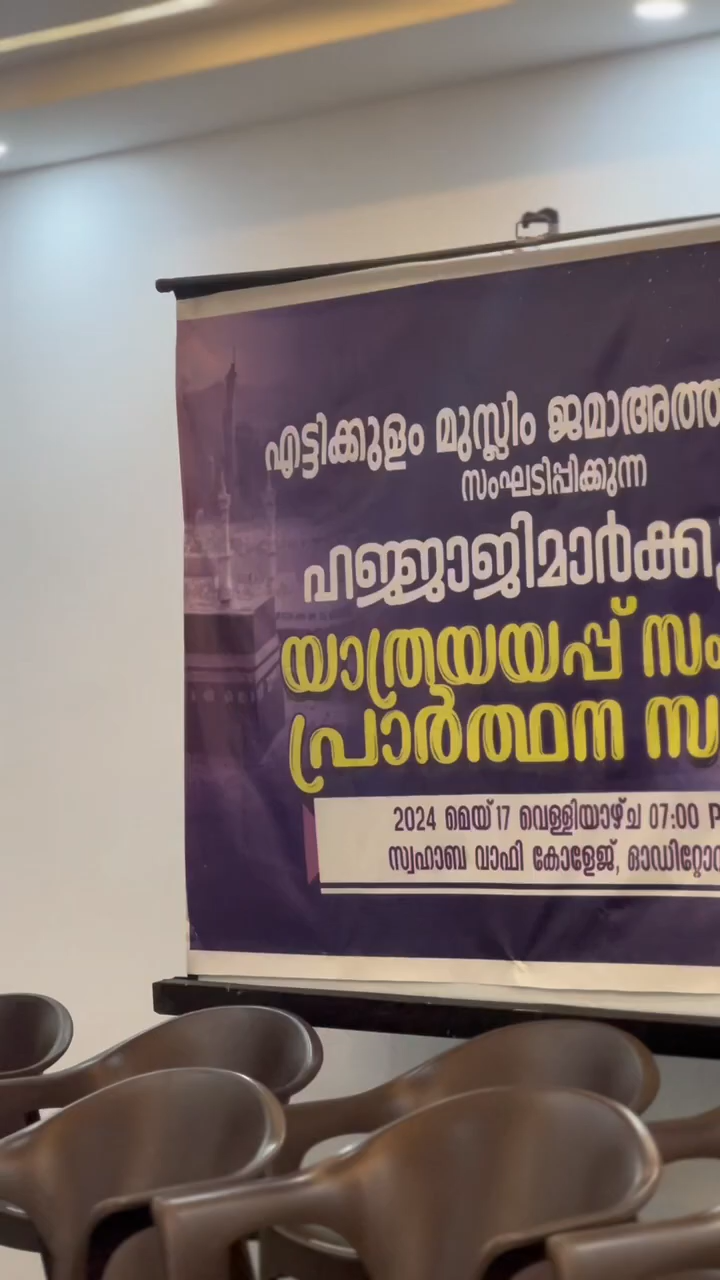 എട്ടിക്കുളം മുസ്ലിം ജമാഅത്ത
സംഘടിപ്പിക്കുന്ന
ഹജ്ജാജിമാർക്കു
യാത്രയയപ്പ് സം
പ്രാർത്ഥന സ
2024 മെയ് 17 വെള്ളിയാഴ്ച 07:00 P
സ്വഹാബ വാഫി കോളേജ്, ഓഡിറ്റോ